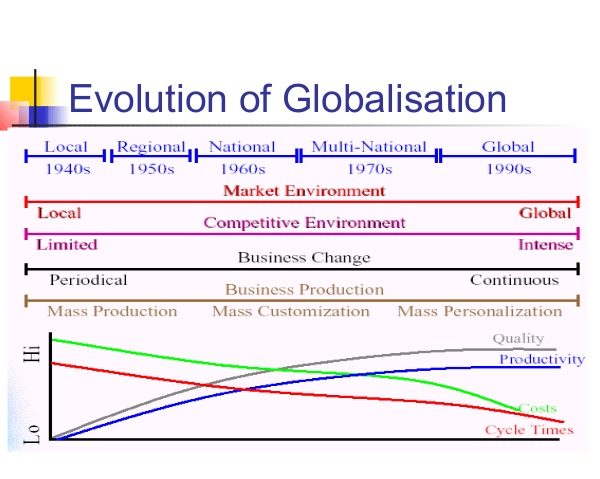 Evolution of Globalisation
Local Regional National Multi-National Global
1940s 1950s 1960s 1970s 1990s
Market Environment
Local Global
Competitive Environment
Limited Intense
Business Change
Periodical Continuous
Business Production
Mass Production Mass Customization Mass Personalization
Hi
Quality
Productivity
Costs
Lo
Cycle Times